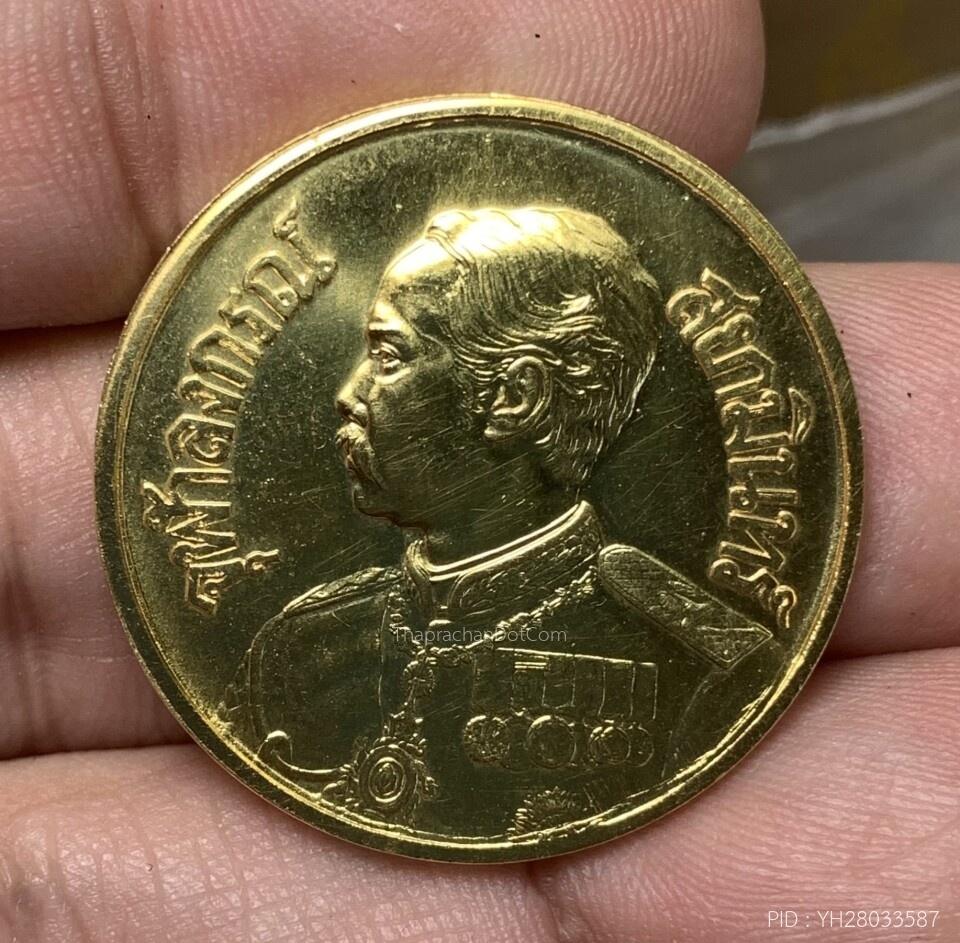 จุฬาลงกรณ์
สยามินทร์
ThaprachanDotCom
PID : YH28033587